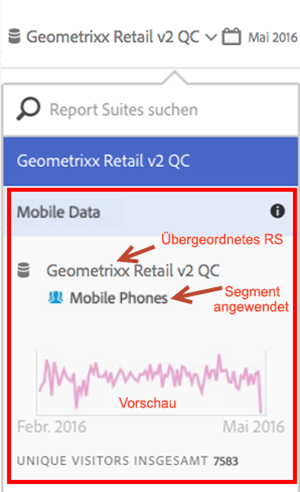 Geometrixx Retail v2 QC Mai 2016
Report Suites suchen
Geometrixx Retail v2 QC
Mobile Data
Übergeordnetes RS
Geometrixx Retail v2 QC
Mobile Phones
Segment
angewendet
Vorschau
Febr. 2016 Mai 2016
UNIQUE VISITORS INSGESAMT 7583